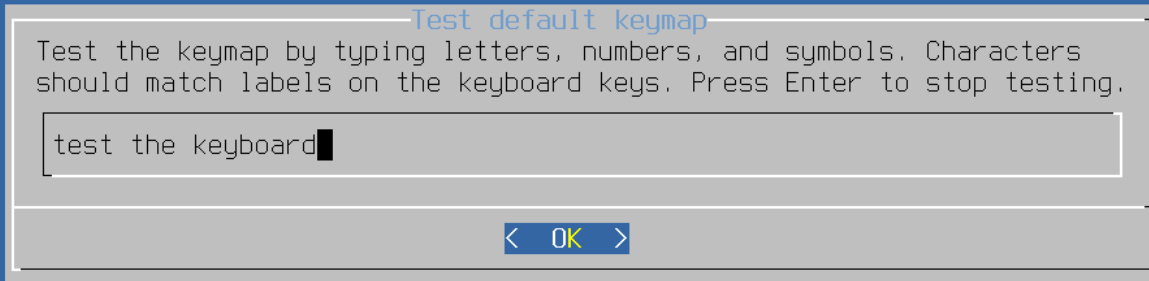 Test default keymap
Test the keymap by typing letters, numbers, and symbols. Characters
should match labels on the keyboard keys. Press Enter to stop testing.
test the keyboard
< OK >